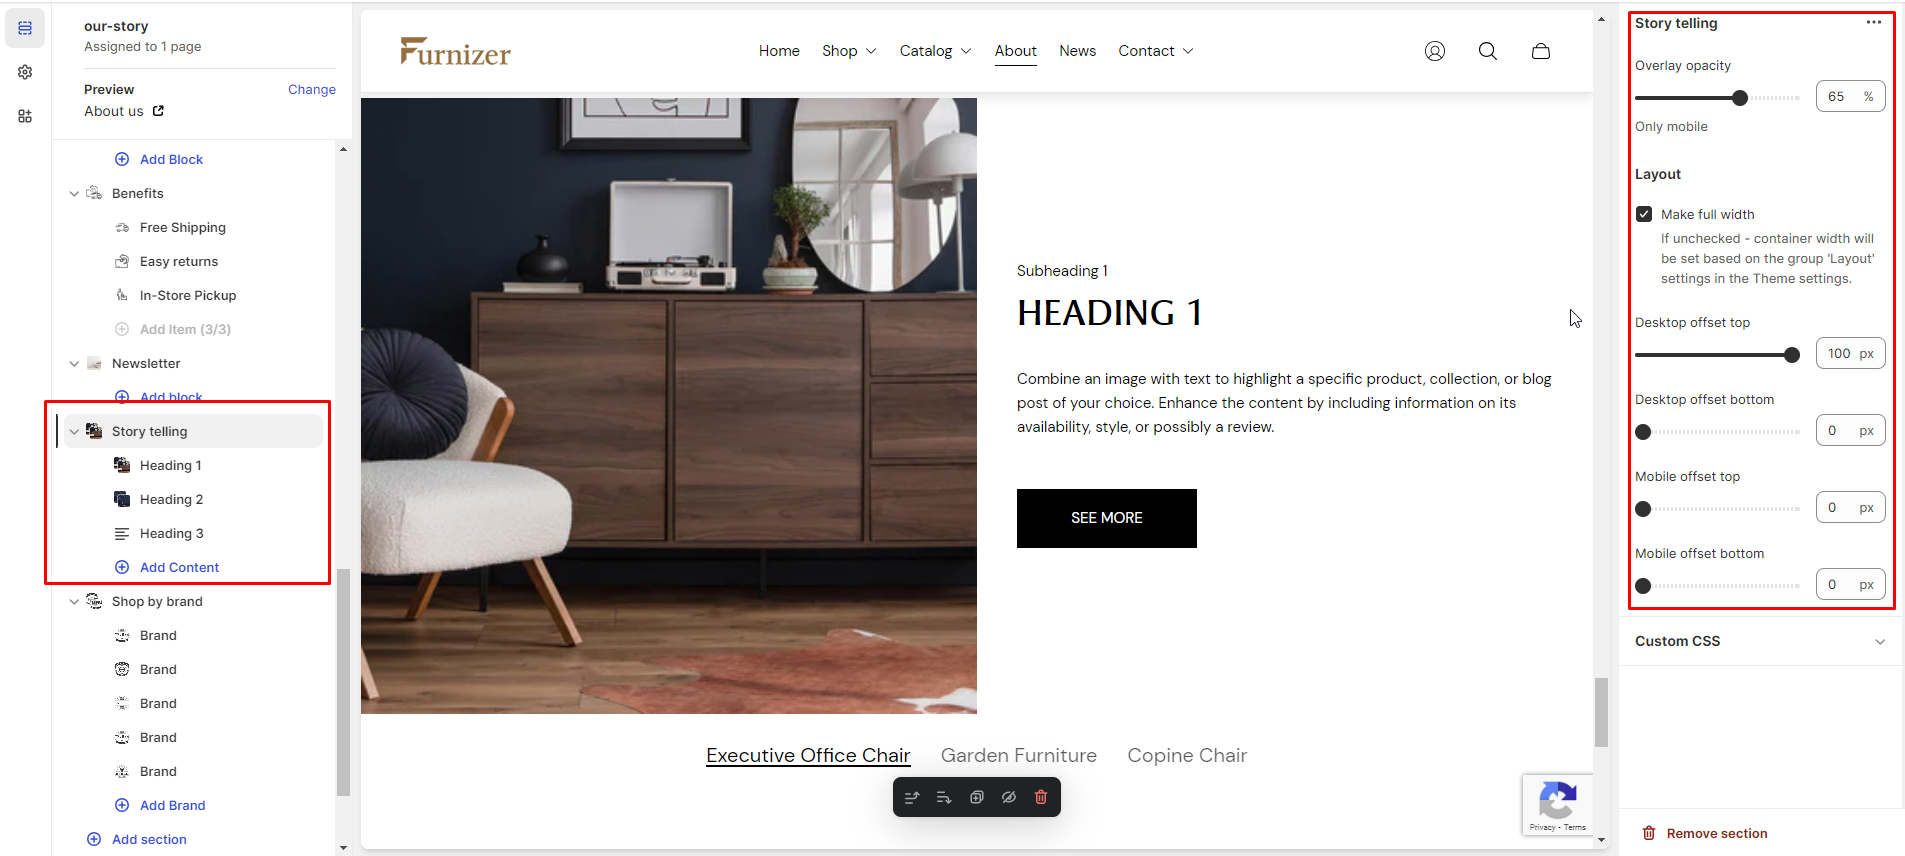 our-story
Assigned to 1 page
Preview
Change
About us
Add Block
Benefits
Free Shipping
Easy returns
In-Store Pickup
Add Item (3/3)
Newsletter
Add block
Story telling
Heading 1
Heading 2
Heading 3
Add Content
Shop by brand
Brand
Brand
Brand
Brand
Brand
Add Brand
Add section
Furnizer
Home Shop Catalog About News Contact
Subheading 1
HEADING 1
Combine an image with text to highlight a specific product, collection, or blog
post of your choice. Enhance the content by including information on its
availability, style, or possibly a review.
SEE MORE
Executive Office Chair Garden Furniture Copine Chair
Privacy - Terms
Story telling
Overlay opacity
65 %
Only mobile
Layout
Make full width
If unchecked - container width will
be set based on the group 'Layout'
settings in the Theme settings.
Desktop offset top
100 px
Desktop offset bottom
0 px
Mobile offset top
0 px
Mobile offset bottom
0 px
Custom CSS
Remove section